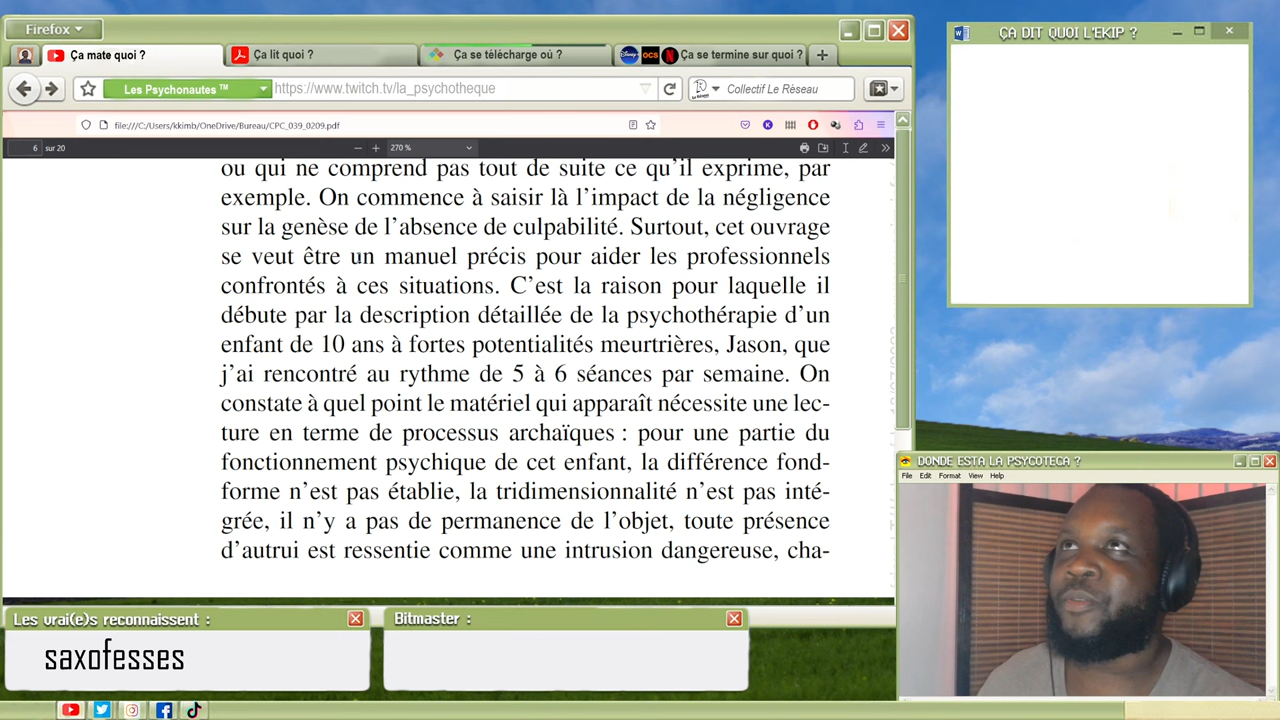 Firefox
Ça mate quoi ?
Ça lit quoi ?
Ça se télécharge où ?
Disney+
OCS
N
Ça se termine sur quoi ?
Les Psychonautes ™
https://www.twitch.tv/la_psychotheque
Collectif Le Réseau
file:///C:/Users/kkimb/OneDrive/Bureau/CPC_039_0209.pdf
6 sur 20
270 %
ou qui ne comprend pas tout de suite ce qu'il exprime, par
exemple. On commence à saisir là l'impact de la négligence
sur la genèse de l'absence de culpabilité. Surtout, cet ouvrage
se veut être un manuel précis pour aider les professionnels
confrontés à ces situations. C'est la raison pour laquelle il
débute par la description détaillée de la psychothérapie d'un
enfant de 10 ans à fortes potentialités meurtrières, Jason, que
j'ai rencontré au rythme de 5 à 6 séances par semaine. On
constate à quel point le matériel qui apparaît nécessite une lec-
ture en terme de processus archaïques : pour une partie du
fonctionnement psychique de cet enfant, la différence fond-
forme n'est pas établie, la tridimensionnalité n'est pas inté-
grée, il n'y a pas de permanence de l'objet, toute présence
d'autrui est ressentie comme une intrusion dangereuse, cha-
ÇA DIT QUOI L'EKIP ?
DONDE ESTA LA PSYCOTECA ?
File Edit Format View Help
Les vrai(e)s reconnaissent :
saxofesses
Bitmaster :